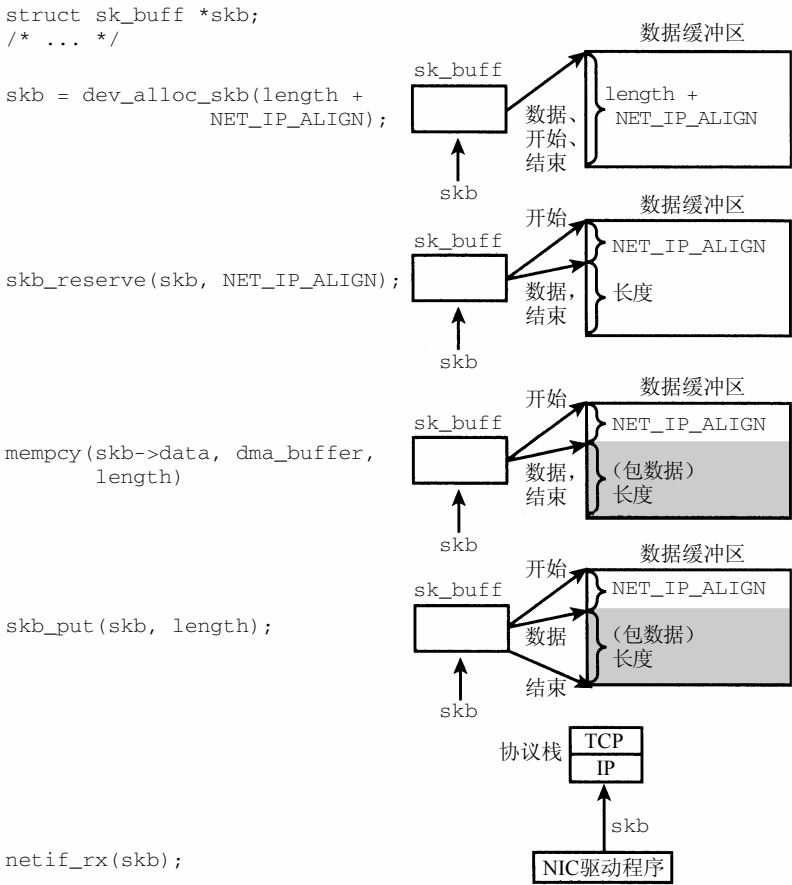 struct sk_buff *skb;
/* ... */
skb = dev_alloc_skb(length +
NET_IP_ALIGN);
数据缓冲区
sk_buff
length +
NET_IP_ALIGN
数据、
开始、
结束
skb
skb_reserve(skb, NET_IP_ALIGN);
数据缓冲区
开始
sk_buff
NET_IP_ALIGN
数据，
结束
长度
skb
mempcy(skb->data, dma_buffer,
length)
数据缓冲区
开始
sk_buff
NET_IP_ALIGN
数据，
结束
（包数据）
长度
skb
skb_put(skb, length);
数据缓冲区
开始
sk_buff
NET_IP_ALIGN
数据
（包数据）
长度
结束
skb
协议栈
TCP
IP
skb
netif_rx(skb);
NIC驱动程序